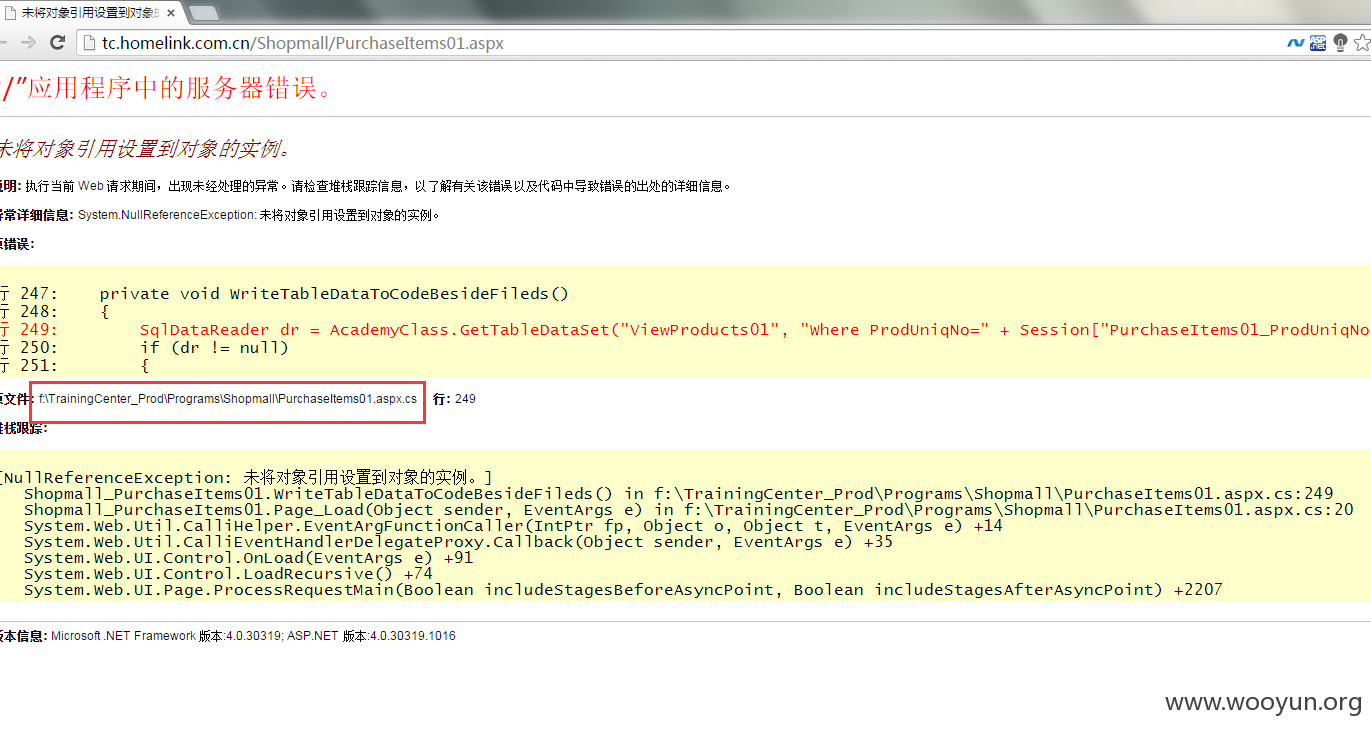 未将对象引用设置到对象
tc.homelink.com.cn/Shopmall/PurchaseItems01.aspx
/”应用程序中的服务器错误。
未将对象引用设置到对象的实例。
说明: 执行当前 Web 请求期间，出现未经处理的异常。请检查堆栈跟踪信息，以了解有关该错误以及代码中导致错误的出处的详细信息。
异常详细信息: System.NullReferenceException: 未将对象引用设置到对象的实例。
源错误:
行 247:    private void WriteTableDataToCodeBesideFileds()
行 248:    {
行 249:        SqlDataReader dr = AcademyClass.GetTableDataSet("ViewProducts01", "Where ProdUniqNo=" + Session["PurchaseItems01_ProdUniqNo
行 250:        if (dr != null)
行 251:        {
源文件: f:\TrainingCenter_Prod\Programs\Shopmall\PurchaseItems01.aspx.cs    行: 249
堆栈跟踪:
[NullReferenceException: 未将对象引用设置到对象的实例。]
   Shopmall_PurchaseItems01.WriteTableDataToCodeBesideFileds() in f:\TrainingCenter_Prod\Programs\Shopmall\PurchaseItems01.aspx.cs:249
   Shopmall_PurchaseItems01.Page_Load(Object sender, EventArgs e) in f:\TrainingCenter_Prod\Programs\Shopmall\PurchaseItems01.aspx.cs:20
   System.Web.Util.CalliHelper.EventArgFunctionCaller(IntPtr fp, Object o, Object t, EventArgs e) +14
   System.Web.Util.CalliEventHandlerDelegateProxy.Callback(Object sender, EventArgs e) +35
   System.Web.UI.Control.OnLoad(EventArgs e) +91
   System.Web.UI.Control.LoadRecursive() +74
   System.Web.UI.Page.ProcessRequestMain(Boolean includeStagesBeforeAsyncPoint, Boolean includeStagesAfterAsyncPoint) +2207
版本信息: Microsoft .NET Framework 版本:4.0.30319; ASP.NET 版本:4.0.30319.1016
www.wooyun.org